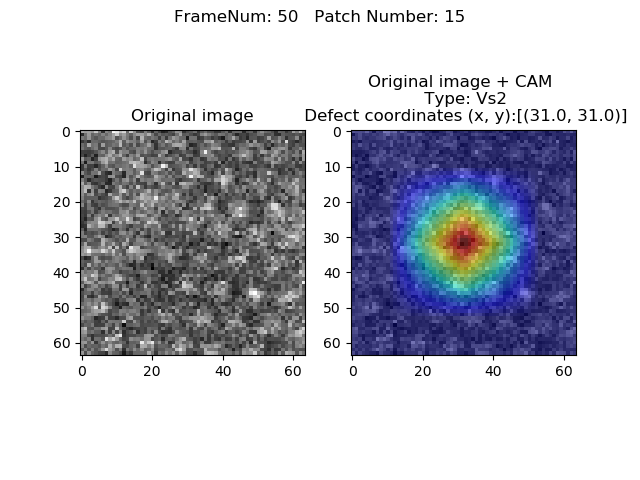 FrameNum: 50   Patch Number: 15
Original image
Original image + CAM
Type: Vs2
Defect coordinates (x, y):[(31.0, 31.0)]
0
10
20
30
40
50
60
0 20 40 60
0
10
20
30
40
50
60
0 20 40 60